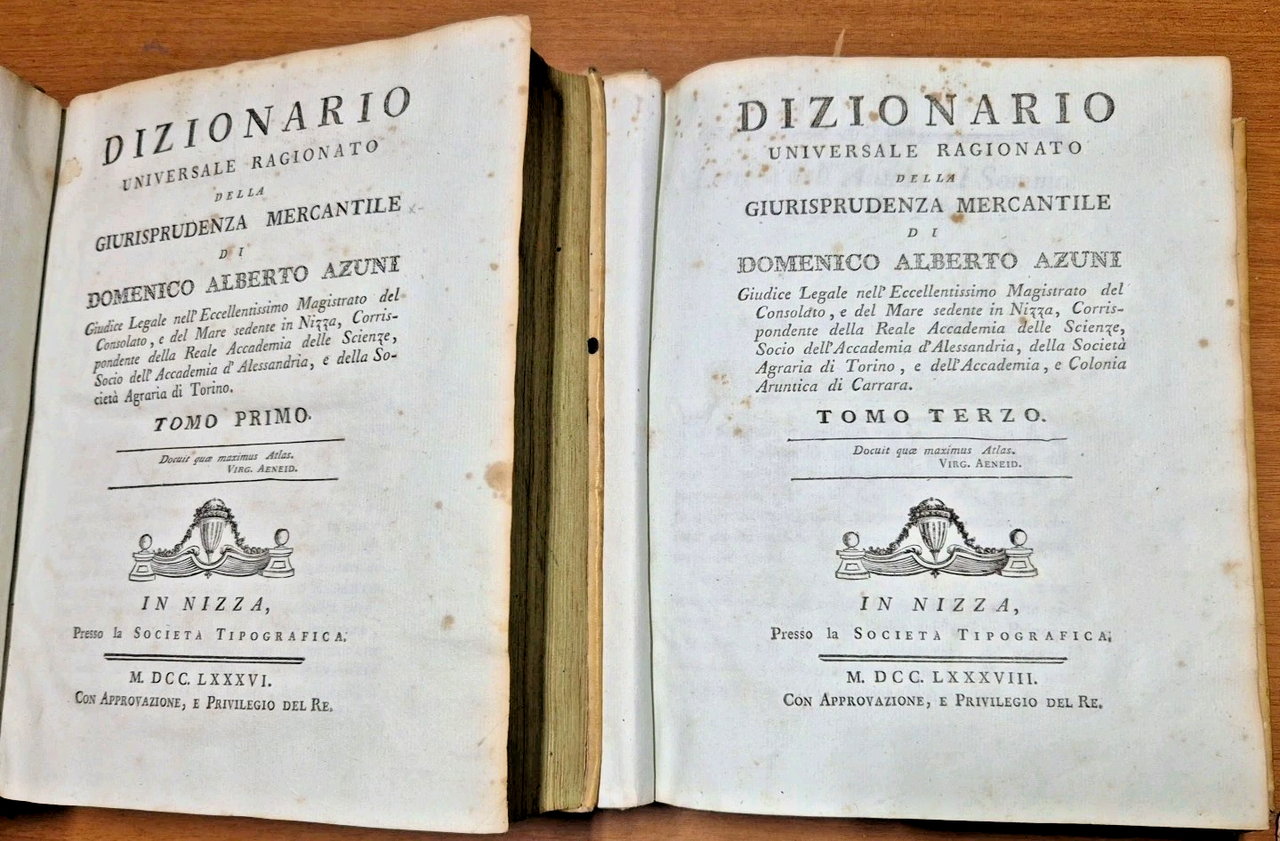 DIZIONARIO
UNIVERSALE RAGIONATO
DELLA
GIURISPRUDENZA MERCANTILE
DI
DOMENICO ALBERTO AZUNI
Giudice Legale nell'Eccellentissimo Magistrato del
Consolato, e del Mare sedente in Nizza, Corris-
pondente della Reale Accademia delle Scienze,
Socio dell'Accademia d'Alessandria, e della So-
cietà Agraria di Torino.
TOMO PRIMO.
Docuit quæ maximus Atlas.
VIRG. AENEID.
IN NIZZA,
Presso la SOCIETÀ TIPOGRAFICA.
M. DCC. LXXXVI.
CON APPROVAZIONE, E PRIVILEGIO DEL RE.
DIZIONARIO
UNIVERSALE RAGIONATO
DELLA
GIURISPRUDENZA MERCANTILE
DI
DOMENICO ALBERTO AZUNI
Giudice Legale nell'Eccellentissimo Magistrato del
Consolato, e del Mare sedente in Nizza, Corris-
pondente della Reale Accademia delle Scienze,
Socio dell'Accademia d'Alessandria, della Società
Agraria di Torino, e dell'Accademia, e Colonia
Aruntica di Carrara.
TOMO TERZO.
Docuit quæ maximus Atlas.
VIRG. AENEID.
IN NIZZA,
Presso la SOCIETÀ TIPOGRAFICA;
M. DCC. LXXXVIII.
CON APPROVAZIONE, E PRIVILEGIO DEL RE.